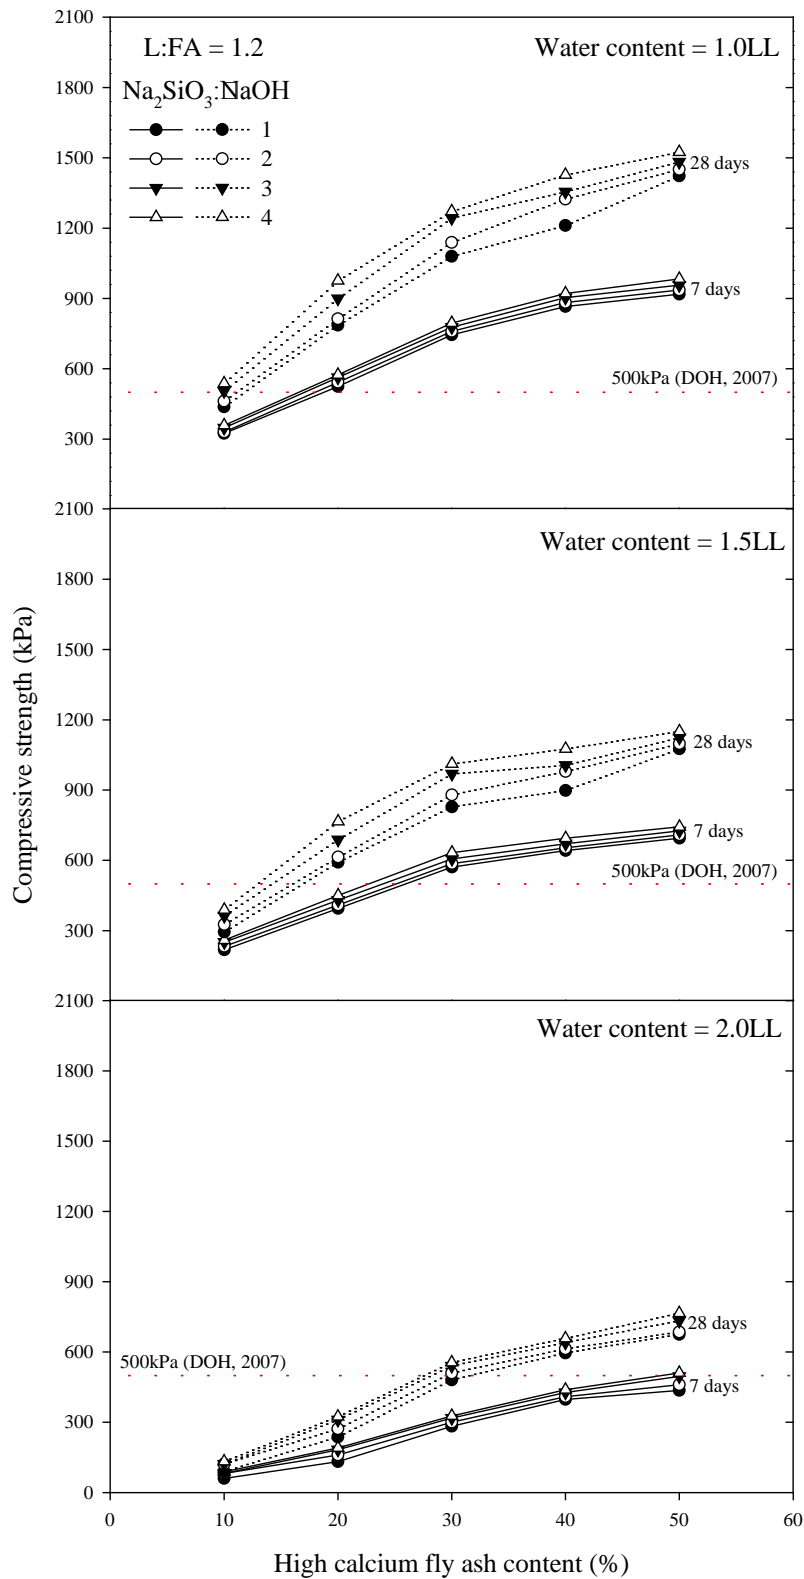 2100
L:FA = 1.2
Water content = 1.0LL
1800
Na₂SiO₃:NaOH
1
2
3
4
1500
28 days
1200
900
7 days
600
500kPa (DOH, 2007)
300
2100
Water content = 1.5LL
1800
1500
Compressive strength (kPa)
1200
28 days
900
7 days
600
500kPa (DOH, 2007)
300
2100
Water content = 2.0LL
1800
1500
1200
900
28 days
600
500kPa (DOH, 2007)
7 days
300
0
0 10 20 30 40 50 60
High calcium fly ash content (%)